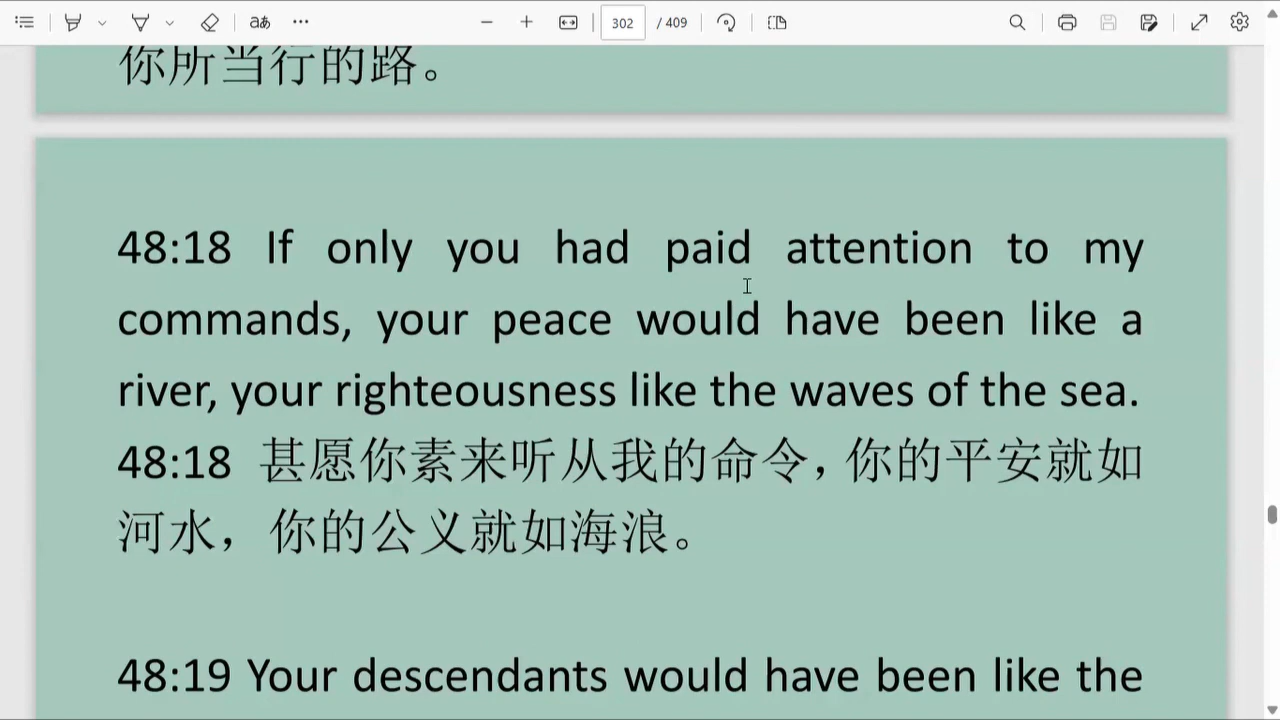 aあ
302 / 409
你所当行的路。
48:18 If only you had paid attention to my
commands, your peace would have been like a
river, your righteousness like the waves of the sea.
48:18 甚愿你素来听从我的命令，你的平安就如
河水，你的公义就如海浪。
48:19 Your descendants would have been like the